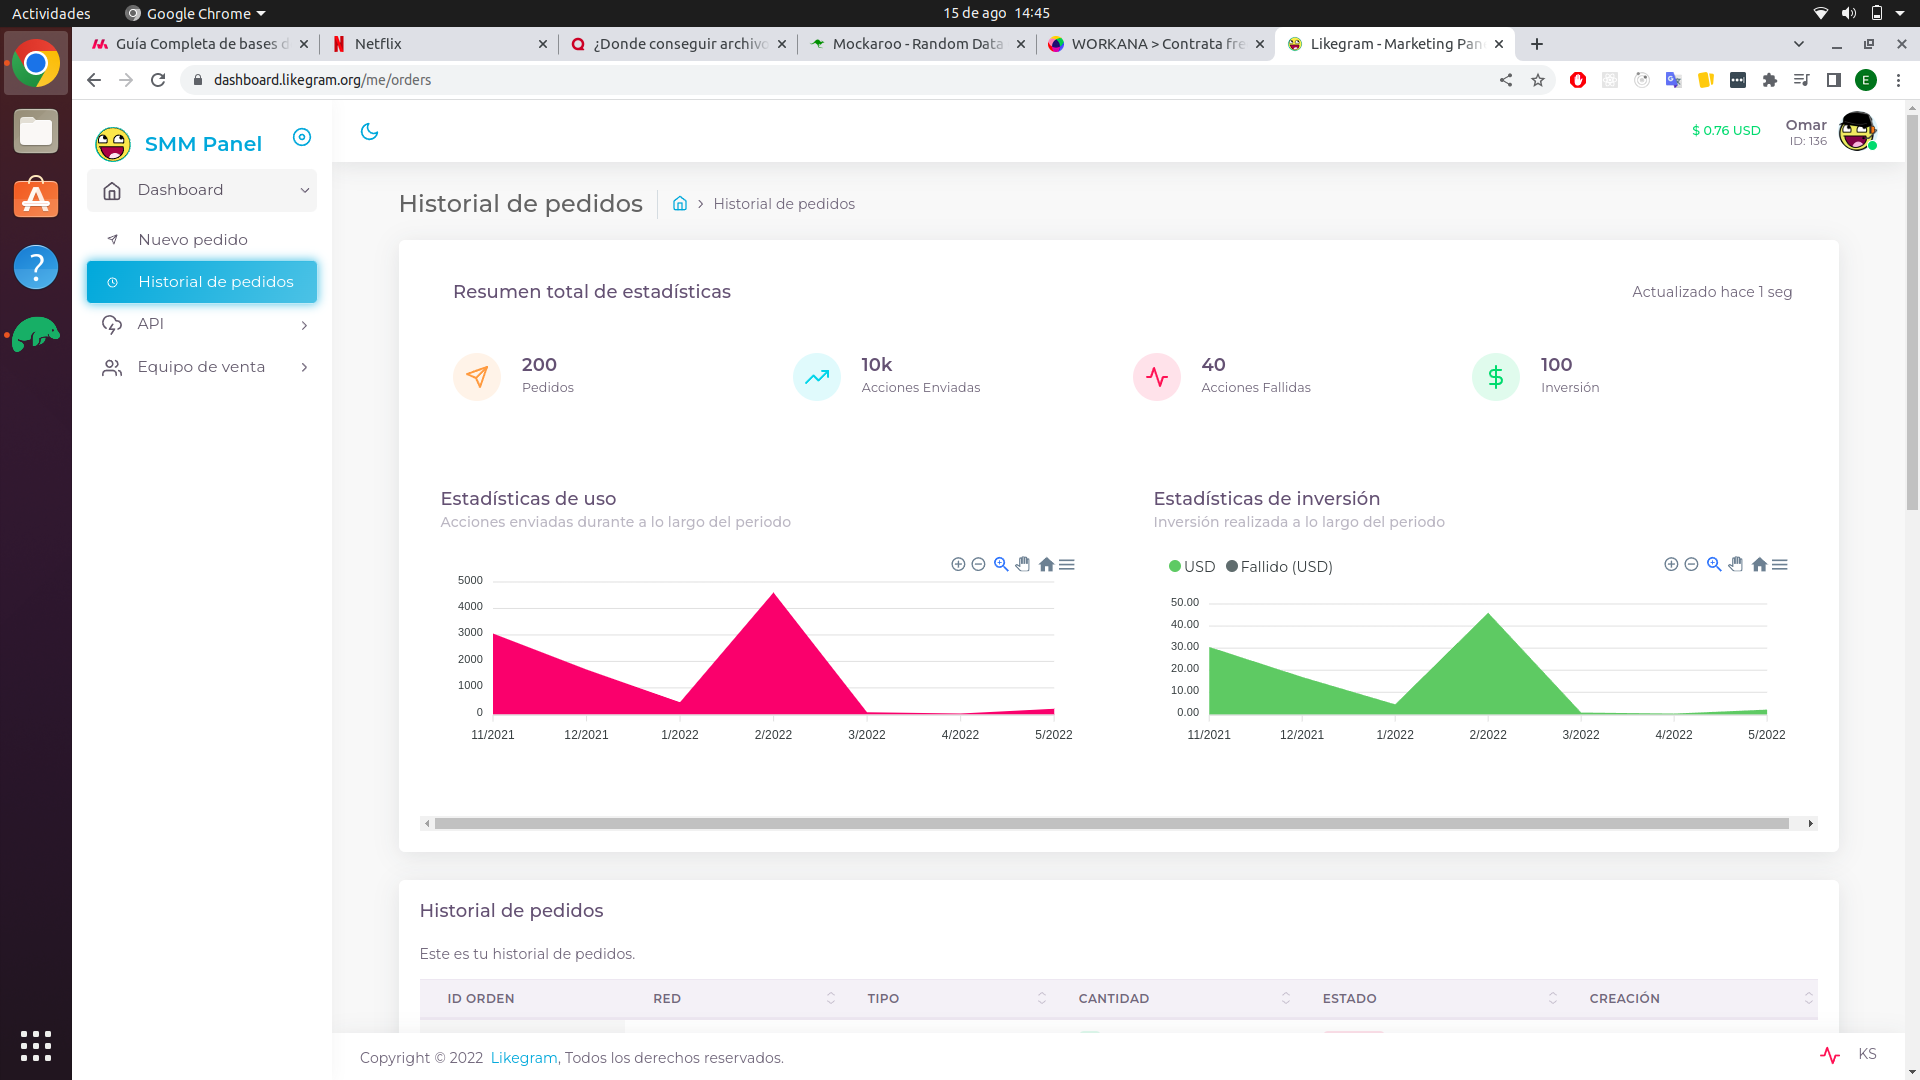 Actividades
Google Chrome
15 de ago 14:45
Guía Completa de bases d
Netflix
¿Donde conseguir archivo
Mockaroo - Random Data
WORKANA > Contrata fre
Likegram - Marketing Pan
dashboard.likegram.org/me/orders
E
SMM Panel
$ 0.76 USD
Omar
ID: 136
Dashboard
Nuevo pedido
Historial de pedidos
API
Equipo de venta
Historial de pedidos
Historial de pedidos
Resumen total de estadísticas
Actualizado hace 1 seg
200
Pedidos
10k
Acciones Enviadas
40
Acciones Fallidas
100
Inversión
Estadísticas de uso
Acciones enviadas durante a lo largo del periodo
5000
4000
3000
2000
1000
0
11/2021 12/2021 1/2022 2/2022 3/2022 4/2022 5/2022
Estadísticas de inversión
Inversión realizada a lo largo del periodo
USD Fallido (USD)
50.00
40.00
30.00
20.00
10.00
0.00
11/2021 12/2021 1/2022 2/2022 3/2022 4/2022 5/2022
Historial de pedidos
Este es tu historial de pedidos.
ID ORDEN RED TIPO CANTIDAD ESTADO CREACIÓN
Copyright © 2022 Likegram, Todos los derechos reservados.
KS